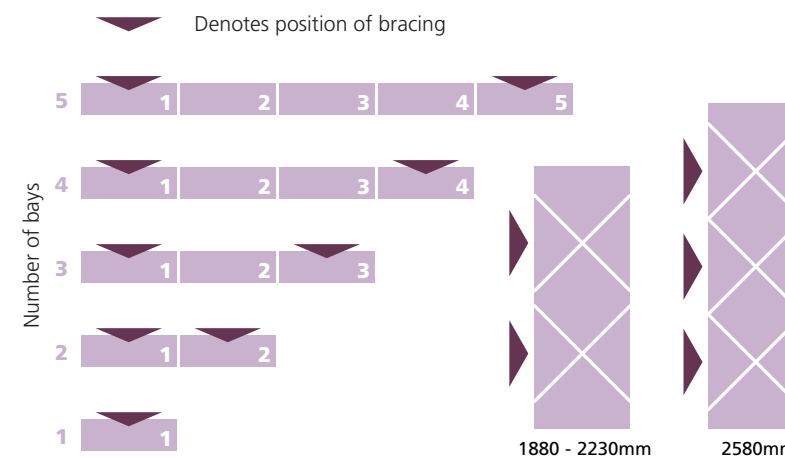 Denotes position of bracing
Number of bays
5 1 2 3 4 5
4 1 2 3 4
3 1 2 3
2 1 2
1 1
1880 - 2230mm
2580mm